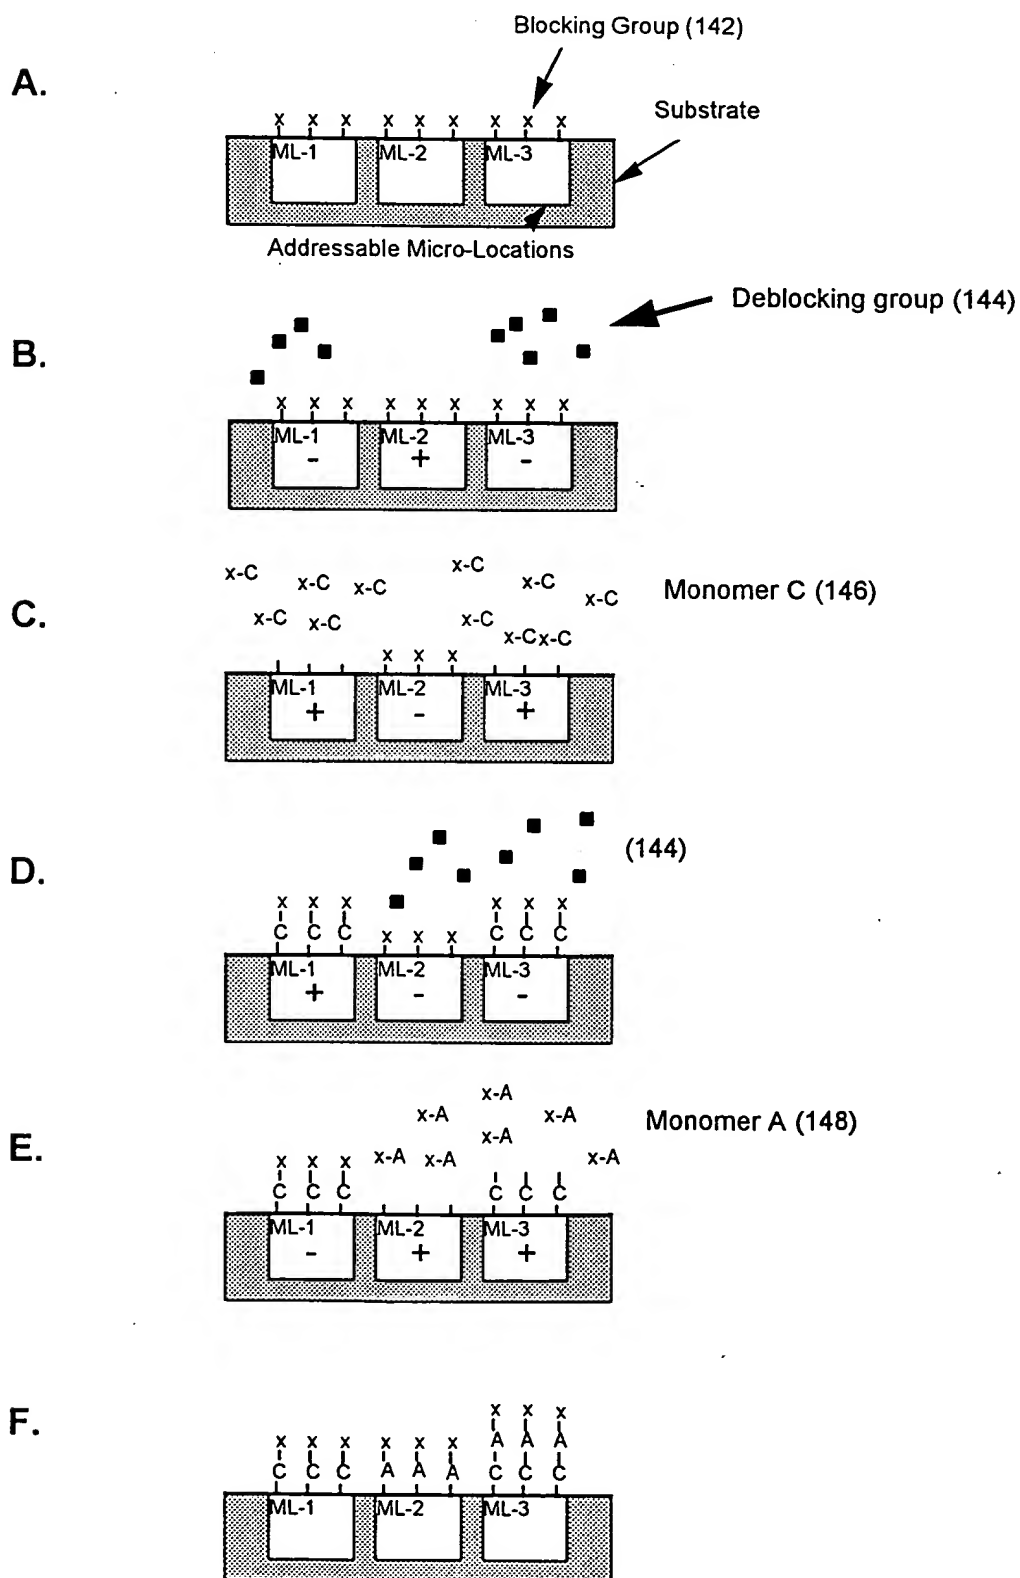 Blocking Group (142)
A.
Substrate
x x x x x x x x x
ML-1 ML-2 ML-3
Addressable Micro-Locations
Deblocking group (144)
B.
x x x x x x x x x
ML-1 ML-2 ML-3
- + -
x-C x-C x-C x-C x-C x-C
Monomer C (146)
C.
x-C x-C x-C x-C x-C
x x x
ML-1 ML-2 ML-3
+ - +
(144)
D.
x x x x x x
C C C x x x C C C
ML-1 ML-2 ML-3
+ - -
x-A
x-A x-A
Monomer A (148)
E.
x-A
x x x x-A x-A x-A
C C C C C C
ML-1 ML-2 ML-3
- + +
F.
x x x
x x x x x x A A A
C C C A A A C C C
ML-1 ML-2 ML-3